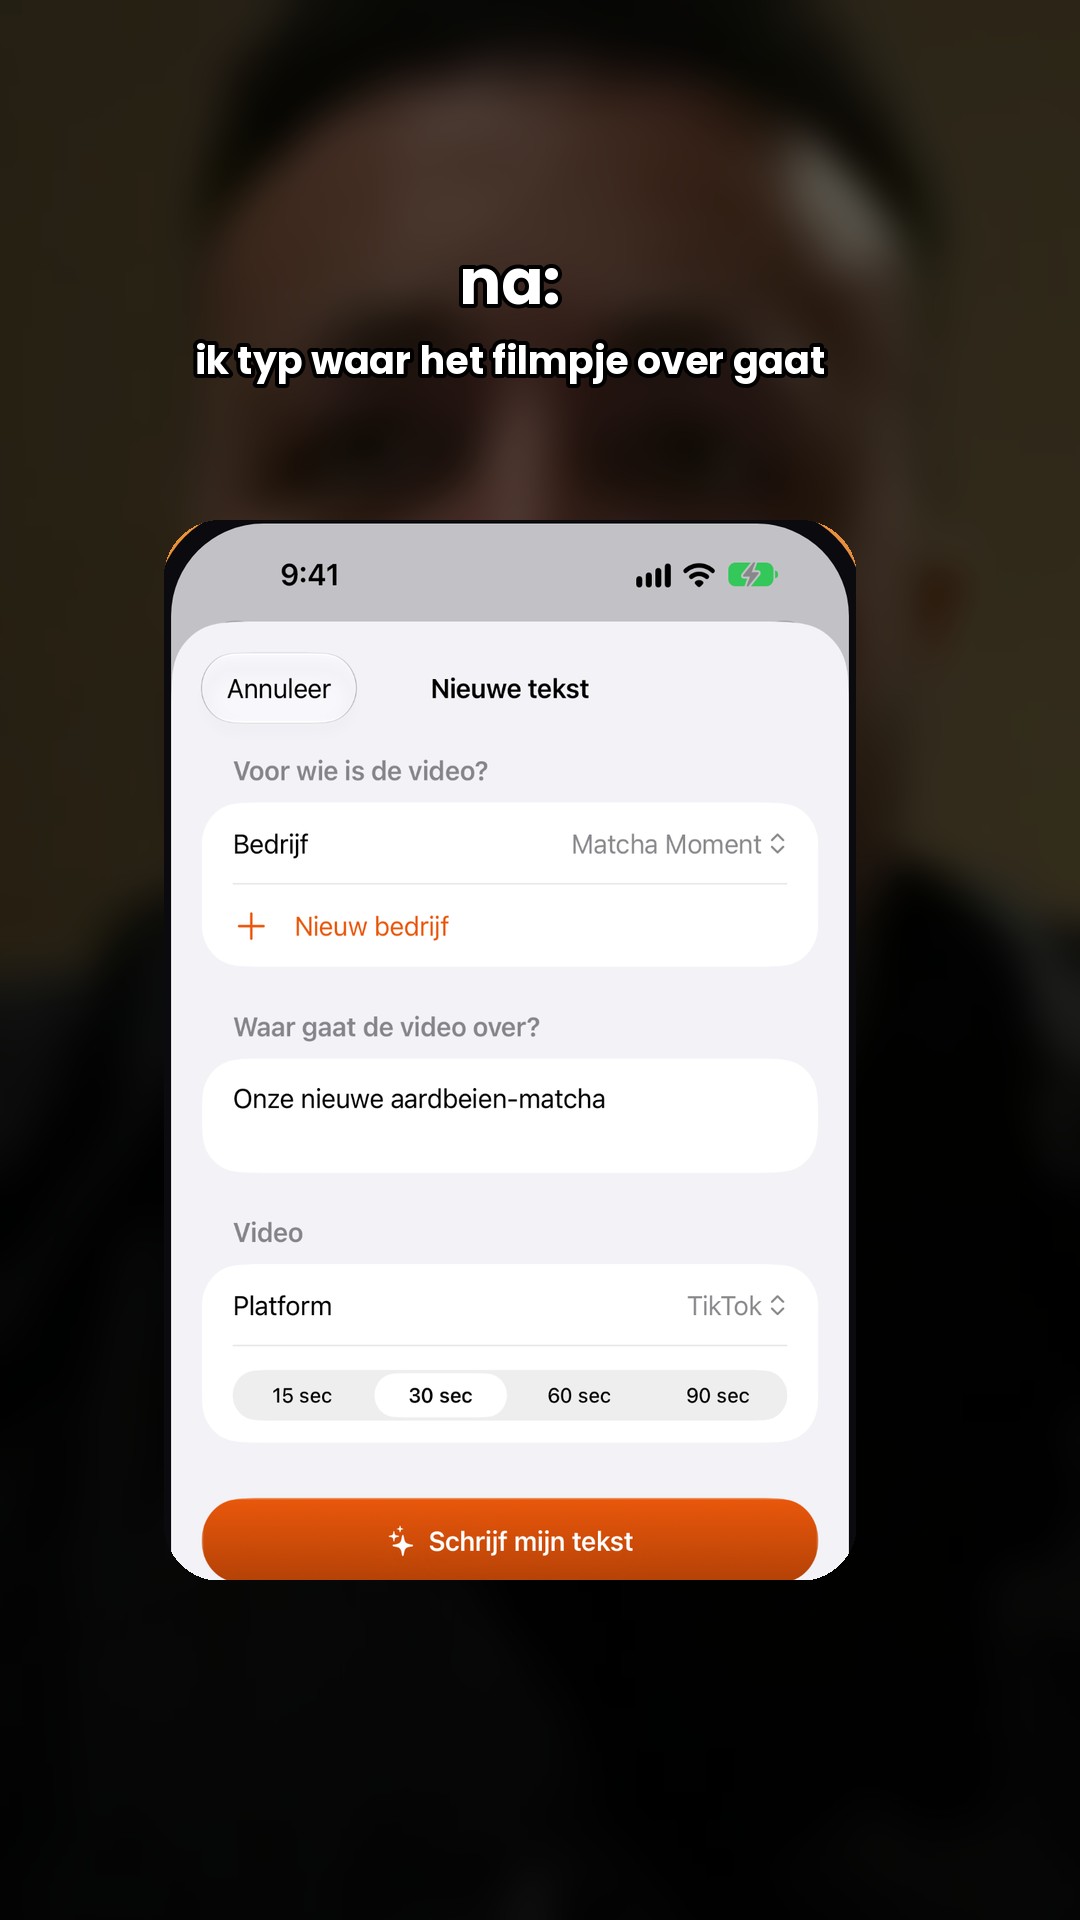 na:
ik typ waar het filmpje over gaat
9:41
Annuleer
Nieuwe tekst
Voor wie is de video?
Bedrijf
Matcha Moment
Nieuw bedrijf
Waar gaat de video over?
Onze nieuwe aardbeien-matcha
Video
Platform
TikTok
15 sec
30 sec
60 sec
90 sec
Schrijf mijn tekst